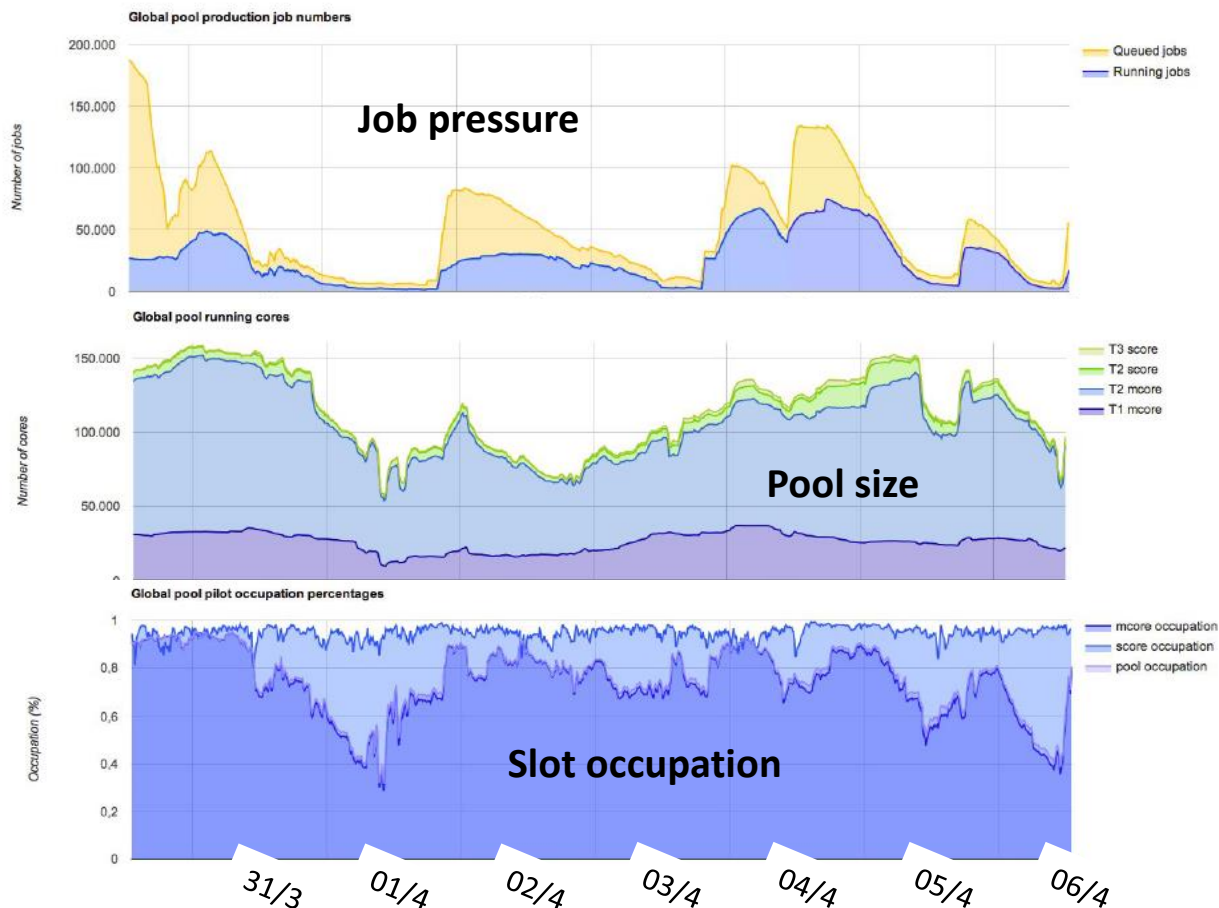 Global pool production job numbers
200.000
150.000
100.000
50.000
0
Number of jobs
Job pressure
Queued jobs
Running jobs
Global pool running cores
150.000
100.000
50.000
Number of cores
Pool size
T3 score
T2 score
T2 mcore
T1 mcore
Global pool pilot occupation percentages
1
0,8
0,6
0,4
0,2
0
Occupation (%)
Slot occupation
mcore occupation
score occupation
pool occupation
31/3
01/4
02/4
03/4
04/4
05/4
06/4